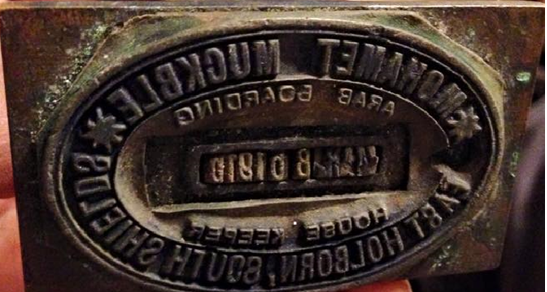 *MOHAMET MUCKBLE*
ARAB BOARDING
HOUSE KEEPER
EAST HOLBORN, SOUTH SHIELDS